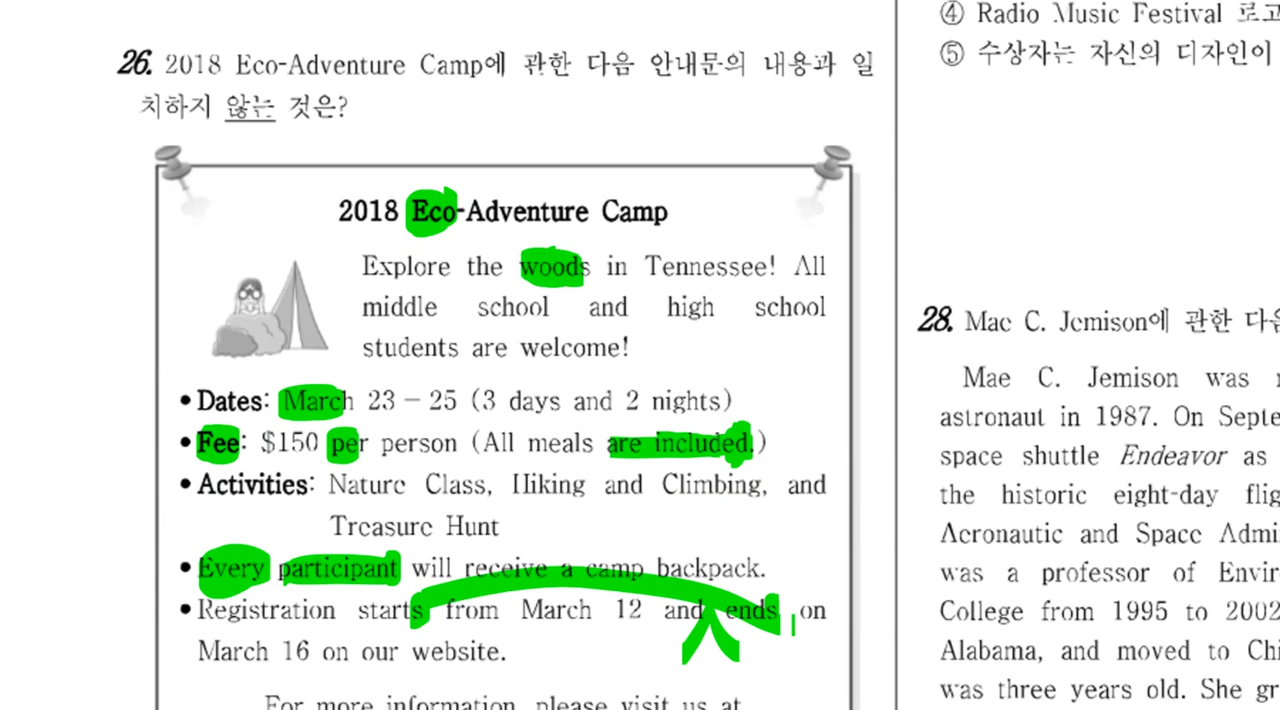 26. 2018 Eco-Adventure Camp에 관한 다음 안내문의 내용과 일
치하지 않는 것은?
2018 Eco-Adventure Camp
Explore the woods in Tennessee! All
middle school and high school
students are welcome!
• Dates: March 23 - 25 (3 days and 2 nights)
• Fee: $150 per person (All meals are included.)
• Activities: Nature Class, Hiking and Climbing, and
Treasure Hunt
• Every participant will receive a camp backpack.
• Registration starts from March 12 and ends on
March 16 on our website.
For more information, please visit us at
④ Radio Music Festival 로고
⑤ 수상자는 자신의 디자인이
28. Mae C. Jemison에 관한 다음
Mae C. Jemison was
astronaut in 1987. On Septe
space shuttle Endeavor as
the historic eight-day flig
Aeronautic and Space Admi
was a professor of Envir
College from 1995 to 2002
Alabama, and moved to Chi
was three years old. She gr